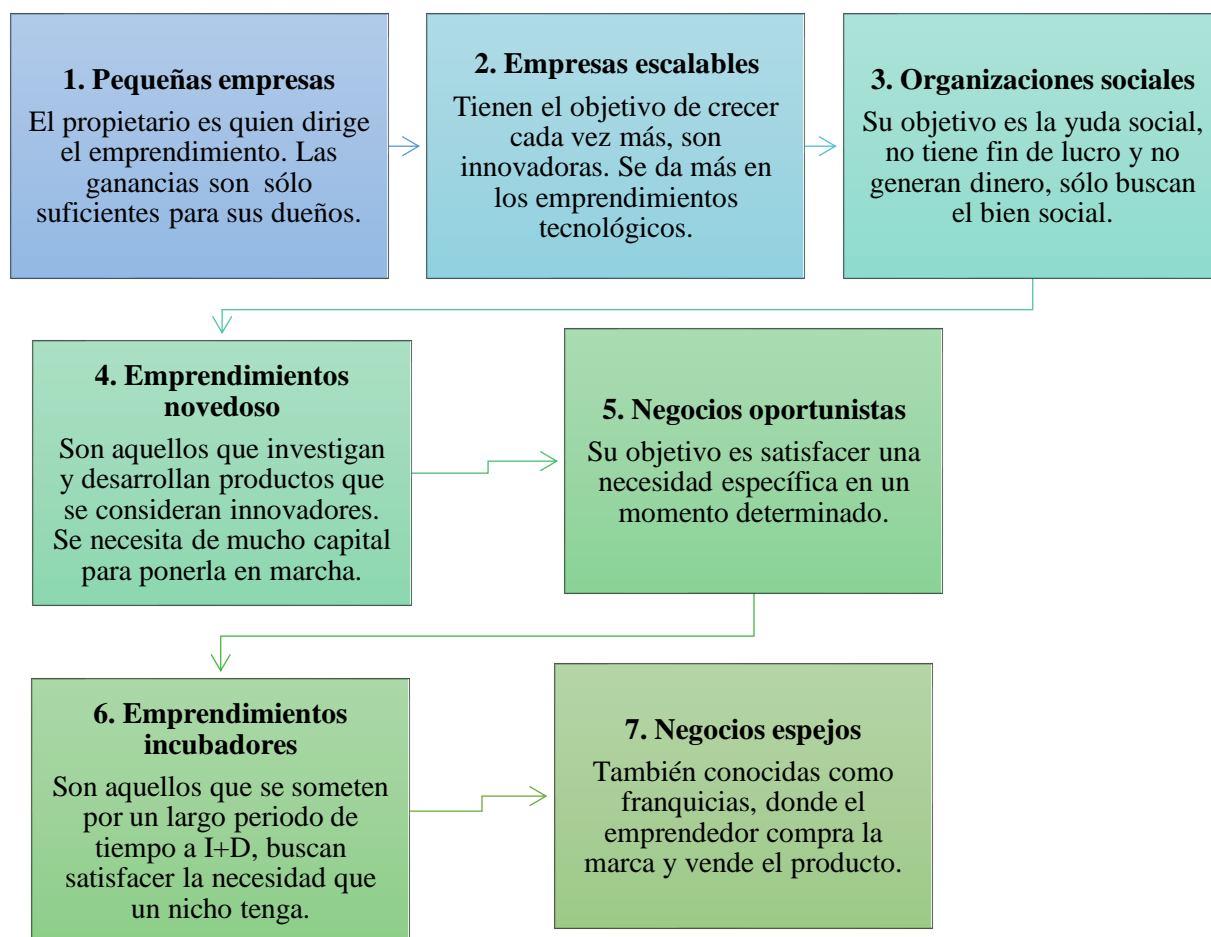 1. Pequeñas empresas
El propietario es quien dirige
el emprendimiento. Las
ganancias son sólo
suficientes para sus dueños.
2. Empresas escalables
Tienen el objetivo de crecer
cada vez más, son
innovadoras. Se da más en
los emprendimientos
tecnológicos.
3. Organizaciones sociales
Su objetivo es la yuda social,
no tiene fin de lucro y no
generan dinero, sólo buscan
el bien social.
4. Emprendimientos
novedoso
Son aquellos que investigan
y desarrollan productos que
se consideran innovadores.
Se necesita de mucho capital
para ponerla en marcha.
5. Negocios oportunistas
Su objetivo es satisfacer una
necesidad específica en un
momento determinado.
6. Emprendimientos
incubadores
Son aquellos que se someten
por un largo periodo de
tiempo a I+D, buscan
satisfacer la necesidad que
un nicho tenga.
7. Negocios espejos
También conocidas como
franquicias, donde el
emprendedor compra la
marca y vende el producto.